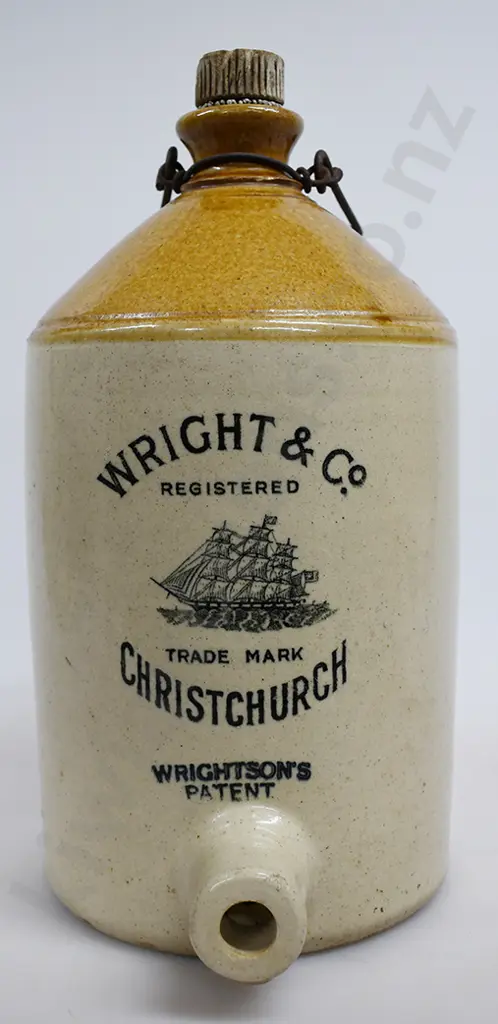 WRIGHT & Co.
REGISTERED
TRADE MARK
CHRISTCHURCH
WRIGHTSON'S
PATENT